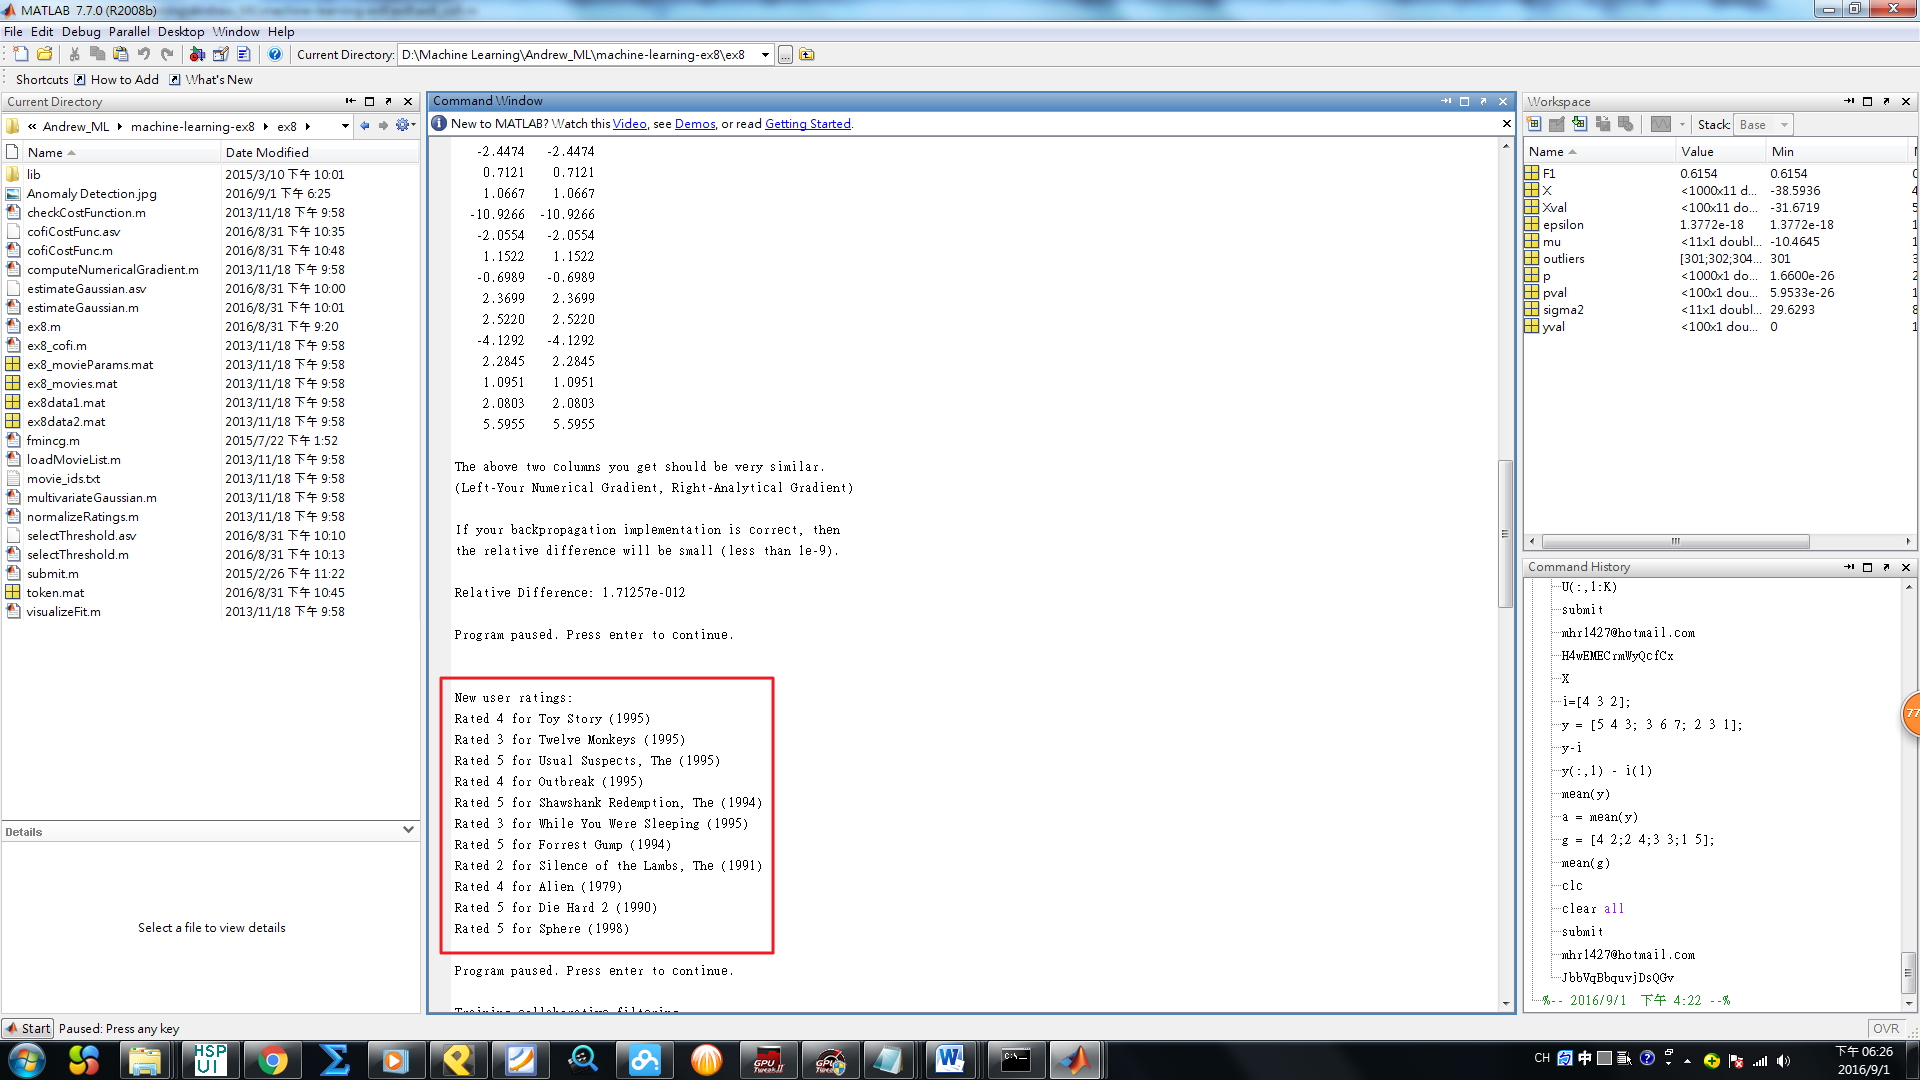 MATLAB 7.7.0 (R2008b)
File Edit Debug Parallel Desktop Window Help
Current Directory: D:\Machine Learning\Andrew_ML\machine-learning-ex8\ex8
Shortcuts How to Add What's New
Current Directory
« Andrew_ML machine-learning-ex8 ex8
Name Date Modified
lib 2015/3/10 下午 10:01
Anomaly Detection.jpg 2016/9/1 下午 6:25
checkCostFunction.m 2013/11/18 下午 9:58
cofiCostFunc.asv 2016/8/31 下午 10:35
cofiCostFunc.m 2016/8/31 下午 10:48
computeNumericalGradient.m 2013/11/18 下午 9:58
estimateGaussian.asv 2016/8/31 下午 10:00
estimateGaussian.m 2016/8/31 下午 10:01
ex8.m 2016/8/31 下午 9:20
ex8_cofi.m 2013/11/18 下午 9:58
ex8_movieParams.mat 2013/11/18 下午 9:58
ex8_movies.mat 2013/11/18 下午 9:58
ex8data1.mat 2013/11/18 下午 9:58
ex8data2.mat 2013/11/18 下午 9:58
fmincg.m 2015/7/22 下午 1:52
loadMovieList.m 2013/11/18 下午 9:58
movie_ids.txt 2013/11/18 下午 9:58
multivariateGaussian.m 2013/11/18 下午 9:58
normalizeRatings.m 2013/11/18 下午 9:58
selectThreshold.asv 2016/8/31 下午 10:10
selectThreshold.m 2016/8/31 下午 10:13
submit.m 2015/2/26 下午 11:22
token.mat 2016/8/31 下午 10:45
visualizeFit.m 2013/11/18 下午 9:58
Details
Select a file to view details
Command Window
New to MATLAB? Watch this Video, see Demos, or read Getting Started.
-2.4474 -2.4474
0.7121 0.7121
1.0667 1.0667
-10.9266 -10.9266
-2.0554 -2.0554
1.1522 1.1522
-0.6989 -0.6989
2.3699 2.3699
2.5220 2.5220
-4.1292 -4.1292
2.2845 2.2845
1.0951 1.0951
2.0803 2.0803
5.5955 5.5955
The above two columns you get should be very similar.
(Left-Your Numerical Gradient, Right-Analytical Gradient)
If your backpropagation implementation is correct, then
the relative difference will be small (less than 1e-9).
Relative Difference: 1.71257e-012
Program paused. Press enter to continue.
New user ratings:
Rated 4 for Toy Story (1995)
Rated 3 for Twelve Monkeys (1995)
Rated 5 for Usual Suspects, The (1995)
Rated 4 for Outbreak (1995)
Rated 5 for Shawshank Redemption, The (1994)
Rated 3 for While You Were Sleeping (1995)
Rated 5 for Forrest Gump (1994)
Rated 2 for Silence of the Lambs, The (1991)
Rated 4 for Alien (1979)
Rated 5 for Die Hard 2 (1990)
Rated 5 for Sphere (1998)
Program paused. Press enter to continue.
Training collaborative filtering
Workspace
Stack: Base
Name Value Min
F1 0.6154 0.6154
X <1000x11 d... -38.5936
Xval <100x11 do... -31.6719
epsilon 1.3772e-18 1.3772e-18
mu <11x1 doubl... -10.4645
outliers [301;302;304... 301
p <1000x1 do... 1.6600e-26
pval <100x1 dou... 5.9533e-26
sigma2 <11x1 doubl... 29.6293
yval <100x1 dou... 0
Command History
U(:,1:K)
submit
mhr1427@hotmail.com
H4wEMECrmWyQcfCx
X
i=[4 3 2];
y = [5 4 3; 3 6 7; 2 3 1];
y-i
y(:,1) - i(1)
mean(y)
a = mean(y)
g = [4 2;2 4;3 3;1 5];
mean(g)
clc
clear all
submit
mhr1427@hotmail.com
JbbVqBbquvjDsQGv
%-- 2016/9/1 下午 4:22 --%
77
Start Paused: Press any key
OVR
HSP
UI
GPU
Tweak II
GPU
CH 中
下午 06:26
2016/9/1